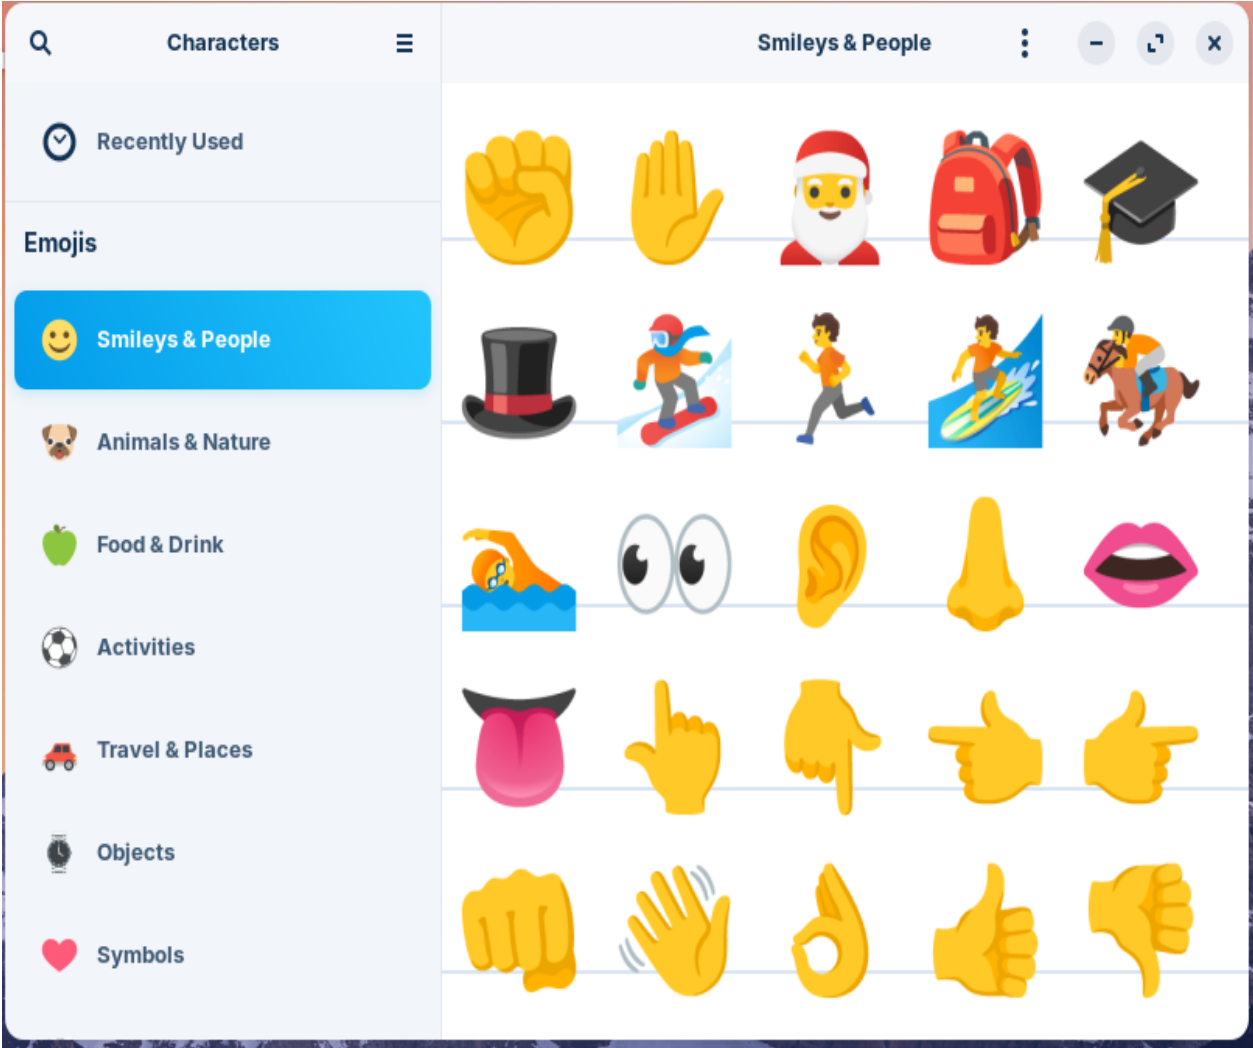 Characters
Smileys & People
Recently Used
Emojis
Smileys & People
Animals & Nature
Food & Drink
Activities
Travel & Places
Objects
Symbols